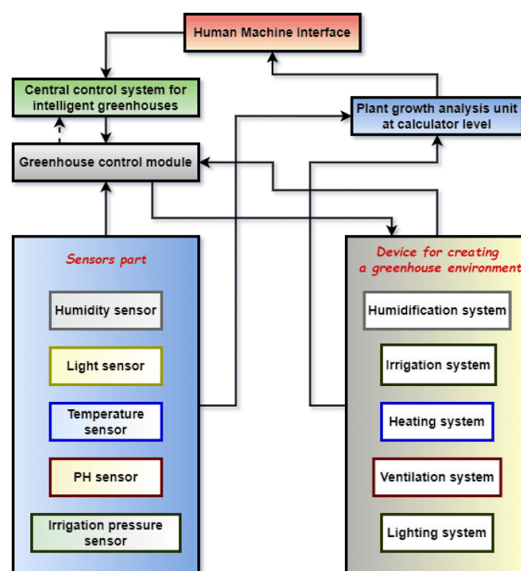 Human Machine Interface
Central control system for
intelligent greenhouses
Plant growth analysis unit
at calculator level
Greenhouse control module
Sensors part
Humidity sensor
Light sensor
Temperature
sensor
PH sensor
Irrigation pressure
sensor
Device for creating
a greenhouse environment
Humidification system
Irrigation system
Heating system
Ventilation system
Lighting system